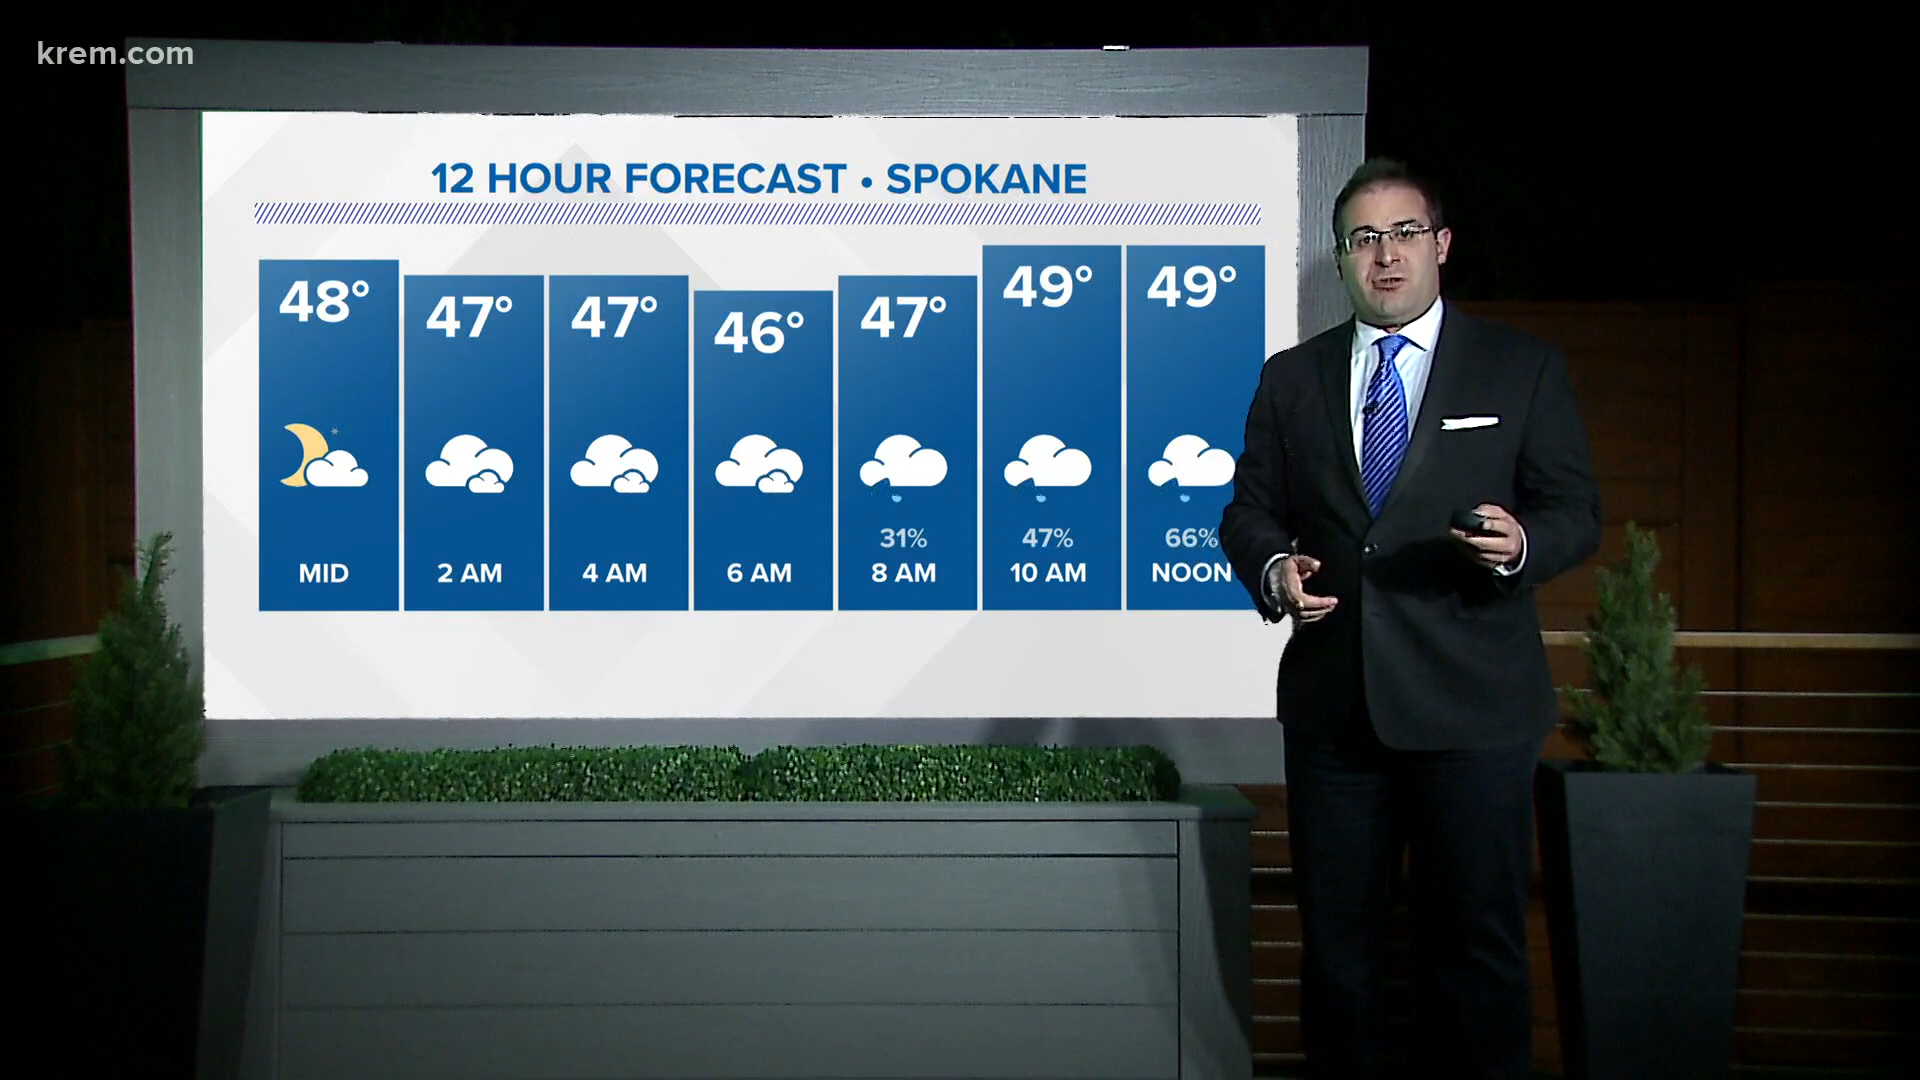 krem.com
12 HOUR FORECAST • SPOKANE
48° 47° 47° 46° 47° 49° 49°
31% 47% 66%
MID 2 AM 4 AM 6 AM 8 AM 10 AM NOON